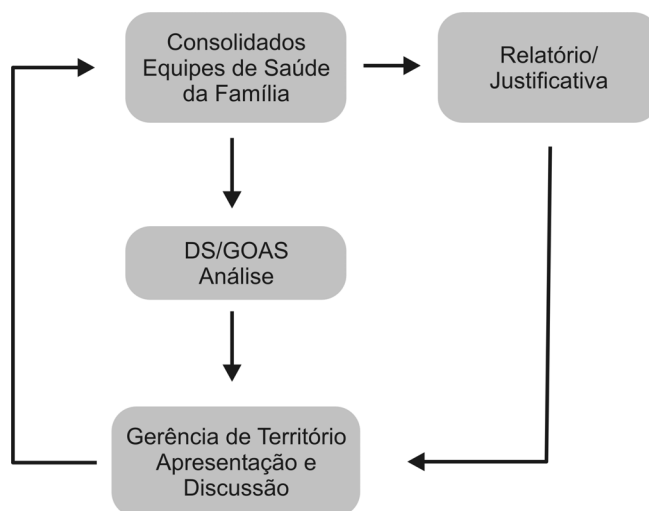 Consolidados
Equipes de Saúde
da Família
Relatório/
Justificativa
DS/GOAS
Análise
Gerência de Território
Apresentação e
Discussão